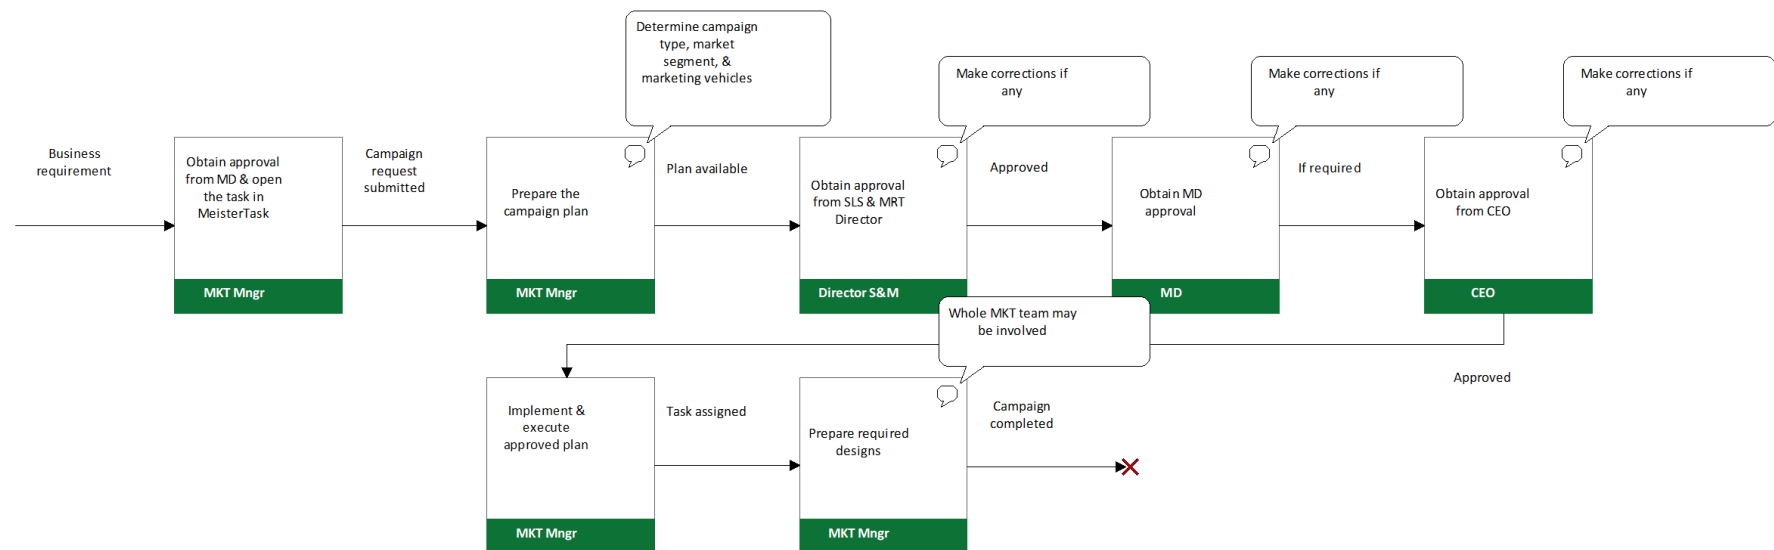 Determine campaign
type, market
segment, &
marketing vehicles
Make corrections if
any
Make corrections if
any
Make corrections if
any
Business
requirement
Obtain approval
from MD & open
the task in
MeisterTask
MKT Mngr
Campaign
request
submitted
Prepare the
campaign plan
MKT Mngr
Plan available
Obtain approval
from SLS & MRT
Director
Director S&M
Approved
Obtain MD
approval
MD
If required
Obtain approval
from CEO
CEO
Approved
Whole MKT team may
be involved
Implement &
execute
approved plan
MKT Mngr
Task assigned
Prepare required
designs
MKT Mngr
Campaign
completed